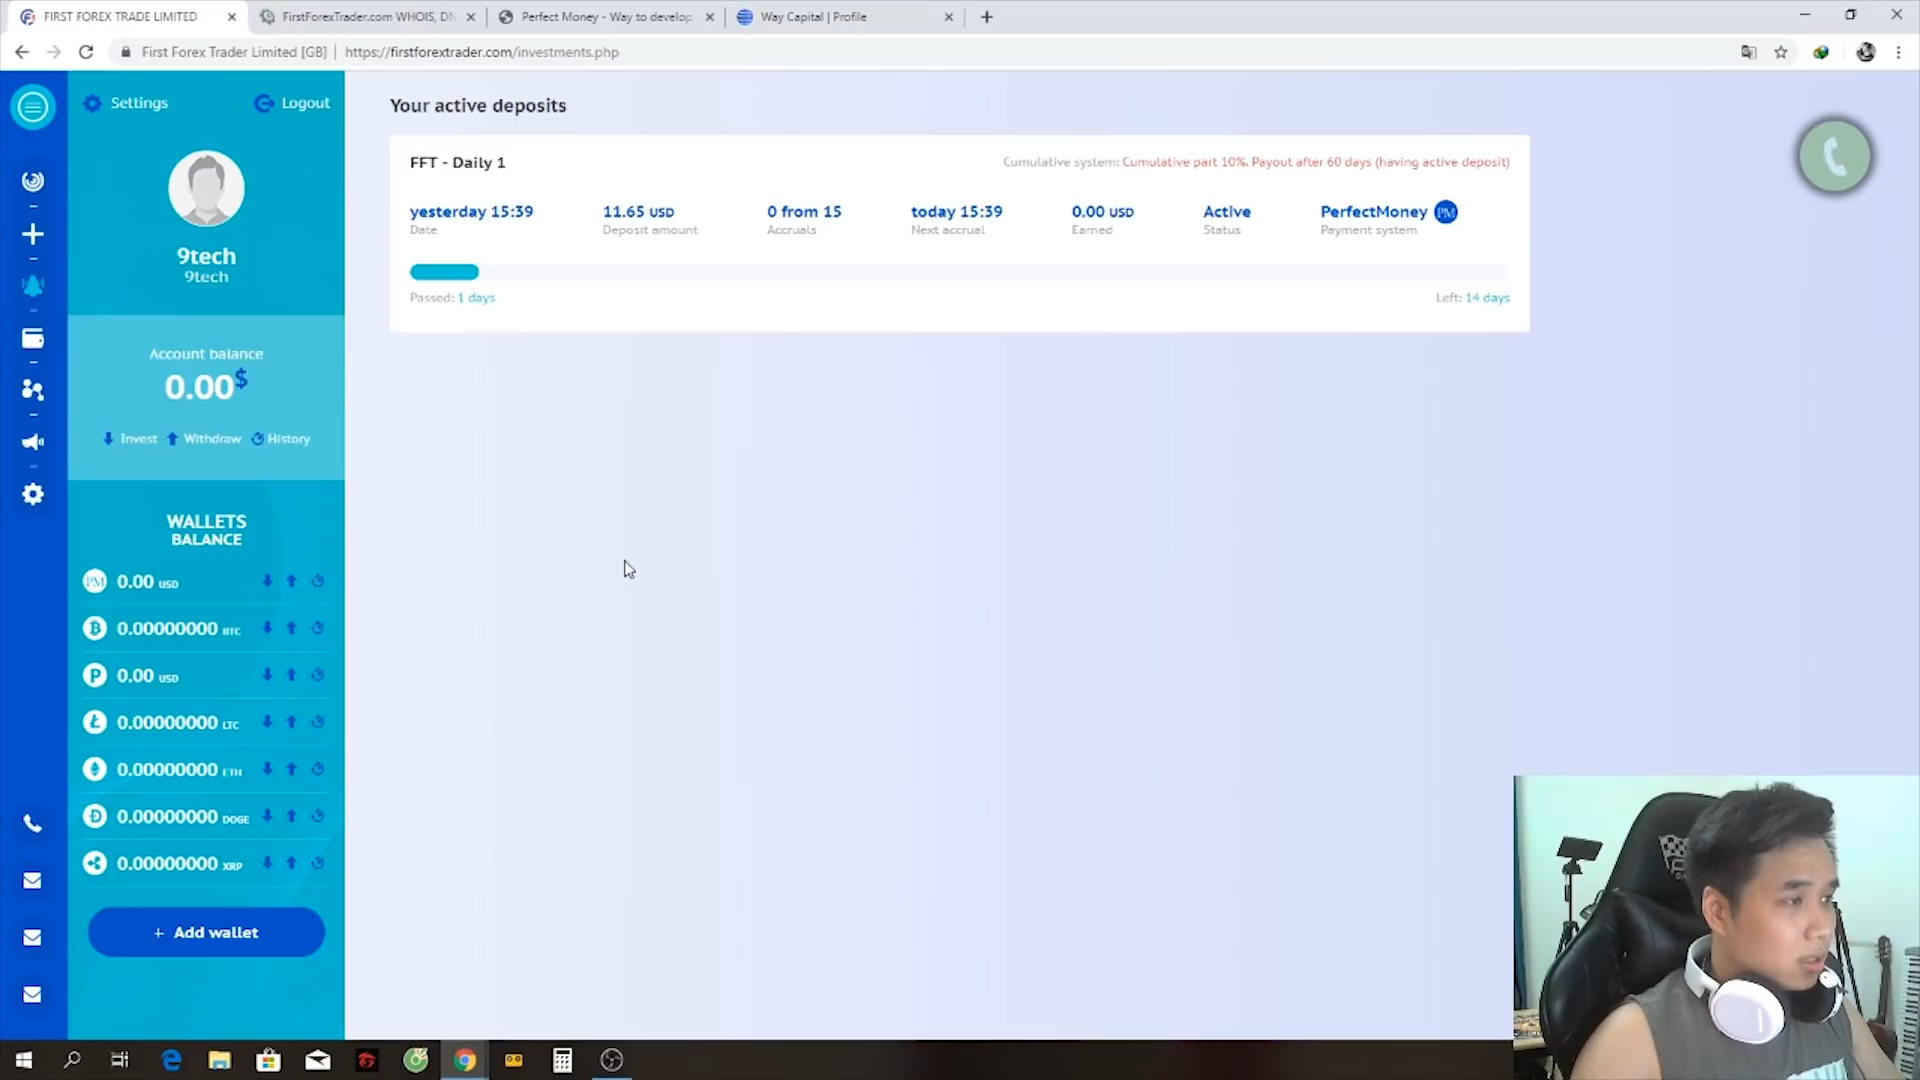 FIRST FOREX TRADE LIMITED
FirstForexTrader.com WHOIS, DN
Perfect Money - Way to develop
Way Capital | Profile
First Forex Trader Limited [GB] | https://firstforextrader.com/investments.php
Settings
Logout
9tech
9tech
Account balance
0.00$
Invest Withdraw History
WALLETS
BALANCE
PM 0.00 USD
0.00000000 BTC
P 0.00 USD
0.00000000 LTC
0.00000000 ETH
0.00000000 DOGE
0.00000000 XRP
+ Add wallet
Your active deposits
FFT - Daily 1
Cumulative system: Cumulative part 10%. Payout after 60 days (having active deposit)
yesterday 15:39 11.65 USD 0 from 15 today 15:39 0.00 USD Active PerfectMoney PM
Date Deposit amount Accruals Next accrual Earned Status Payment system
Passed: 1 days
Left: 14 days